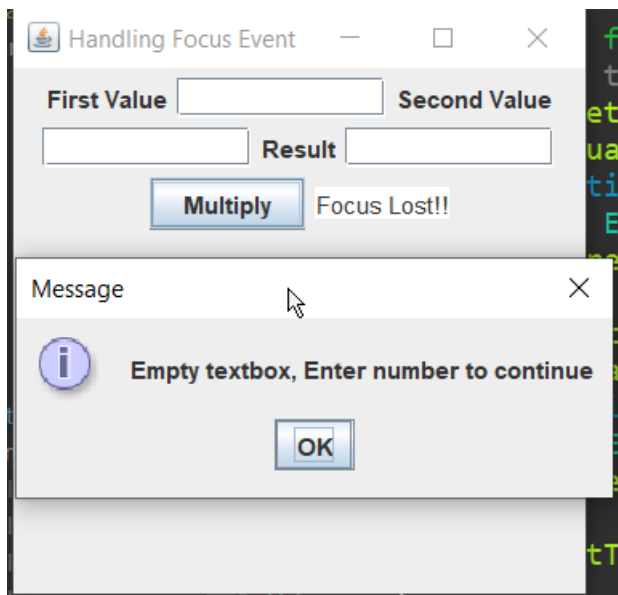 Handling Focus Event
First Value Second Value
Result
Multiply Focus Lost!!
Message
Empty textbox, Enter number to continue
OK